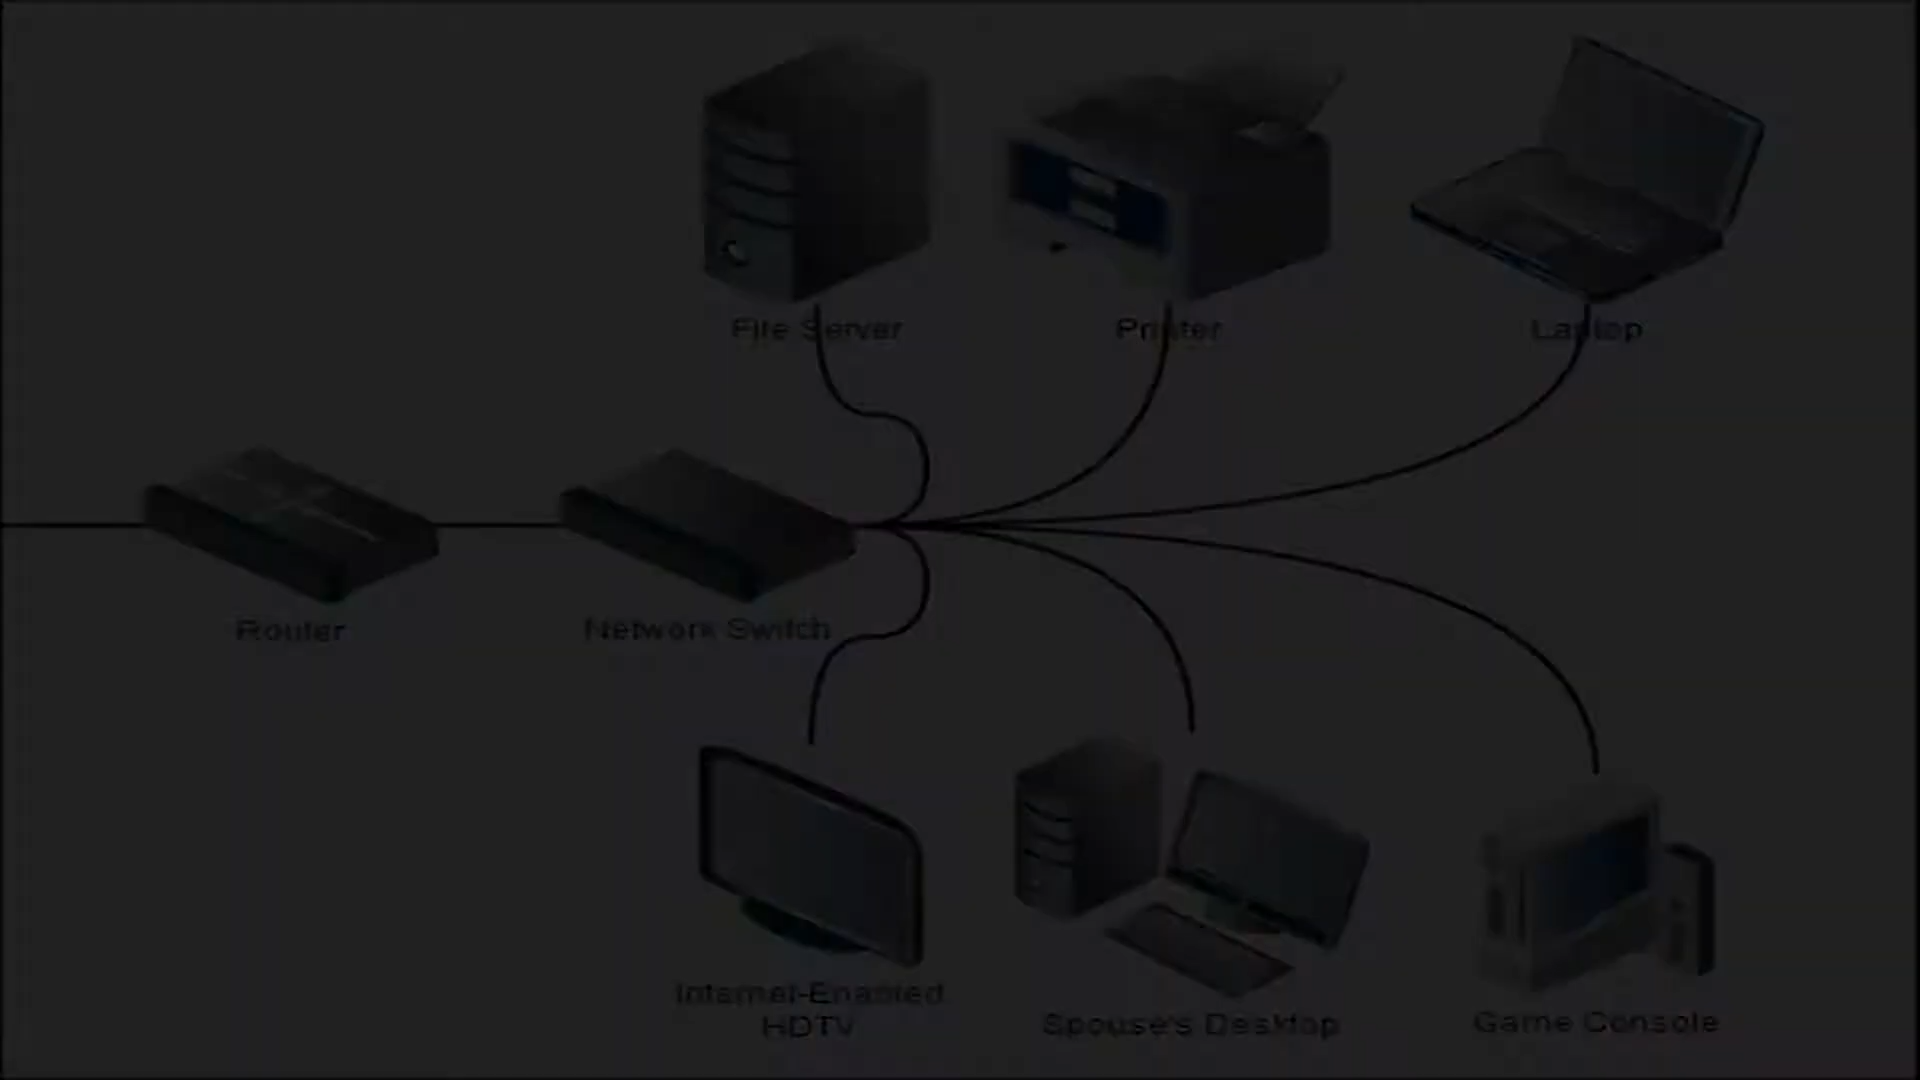 File Server
Printer
Laptop
Router
Network Switch
Internet-Enabled
HDTV
Spouse's Desktop
Game Console